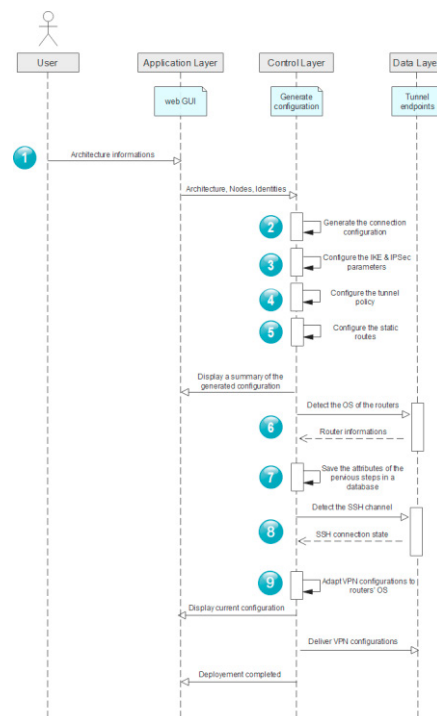 User
Application Layer
Control Layer
Data Layer
web GUI
Generate
configuration
Tunnel
endpoints
1
Architecture informations
Architecture, Nodes, Identities
2
Generate the connection
configuration
3
Configure the IKE & IPSec
parameters
4
Configure the tunnel
policy
5
Configure the static
routes
Display a summary of the
generated configuration
Detect the OS of the routers
6
Router informations
7
Save the attributes of the
pervious steps in a
database
Detect the SSH channel
8
SSH connection state
9
Adapt VPN configurations to
routers' OS
Display current configuration
Deliver VPN configurations
Deployement completed